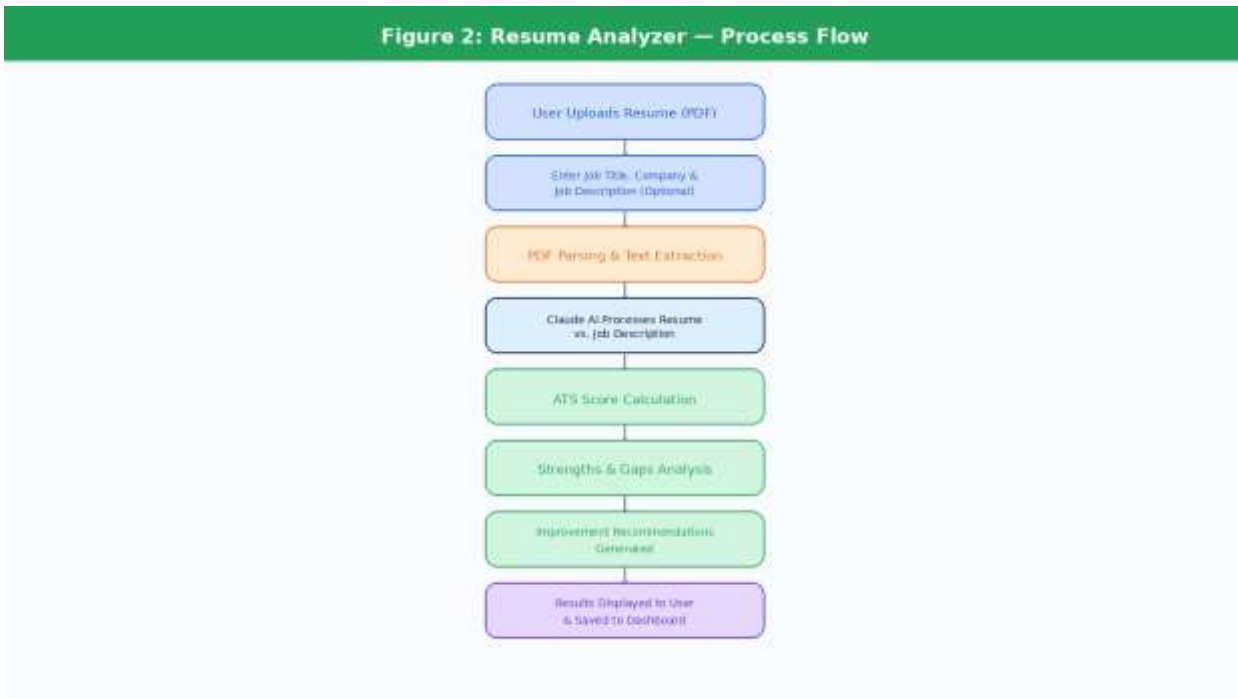 Figure 2: Resume Analyzer — Process Flow
User Uploads Resume (PDF)
Enter Job Title, Company &
Job Description (Optional)
PDF Parsing & Text Extraction
Claude AI Processes Resume
vs. Job Description
ATS Score Calculation
Strengths & Gaps Analysis
Improvement Recommendations
Generated
Results Displayed to User
& Saved to Dashboard